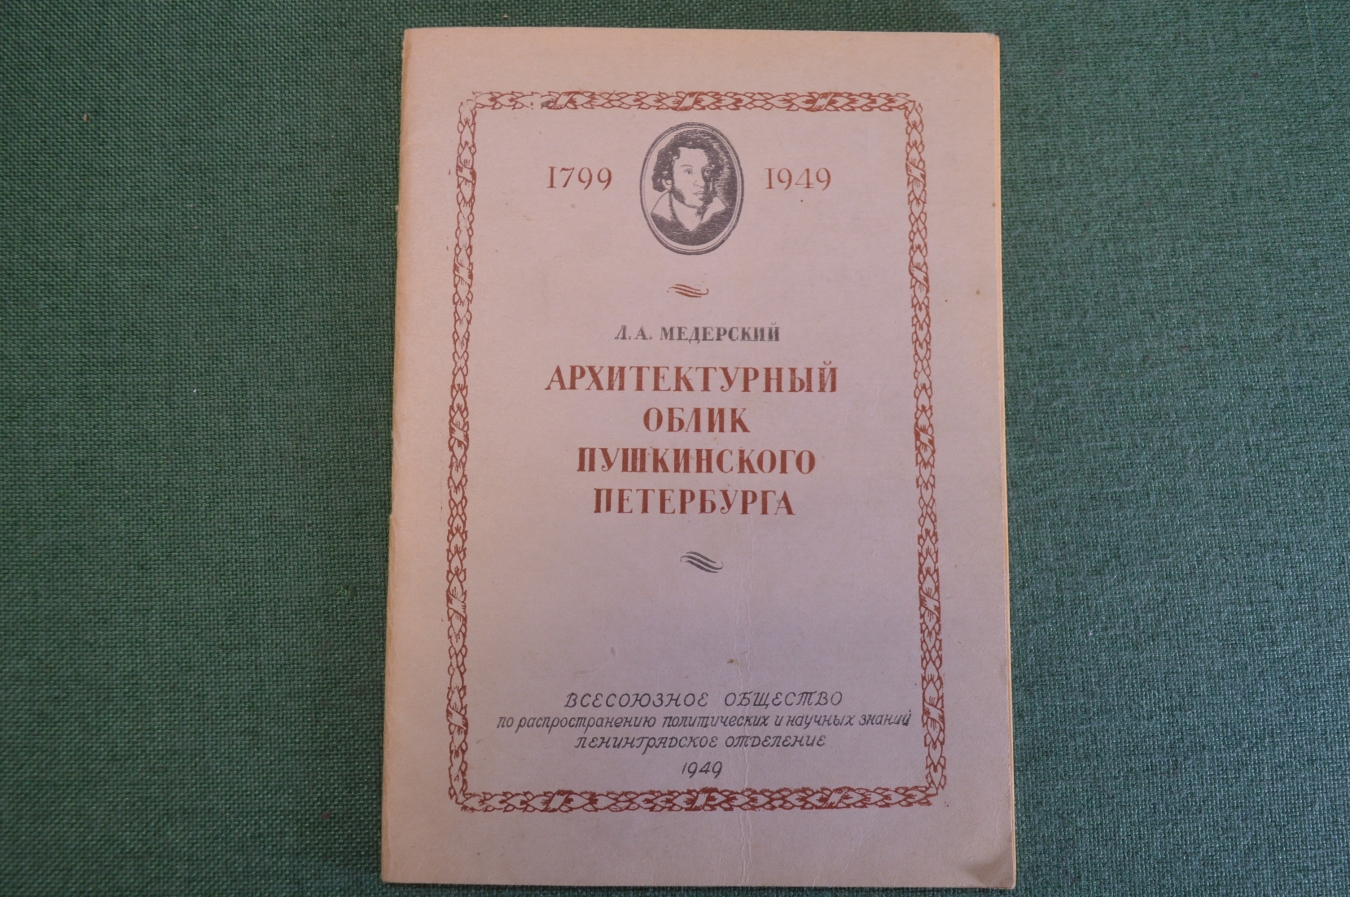 1799 1949
Л.А. МЕДЕРСКИЙ
АРХИТЕКТУРНЫЙ
ОБЛИК
ПУШКИНСКОГО
ПЕТЕРБУРГА
ВСЕСОЮЗНОЕ ОБЩЕСТВО
по распространению политических и научных знаний
ЛЕНИНГРАДСКОЕ ОТДЕЛЕНИЕ
1949